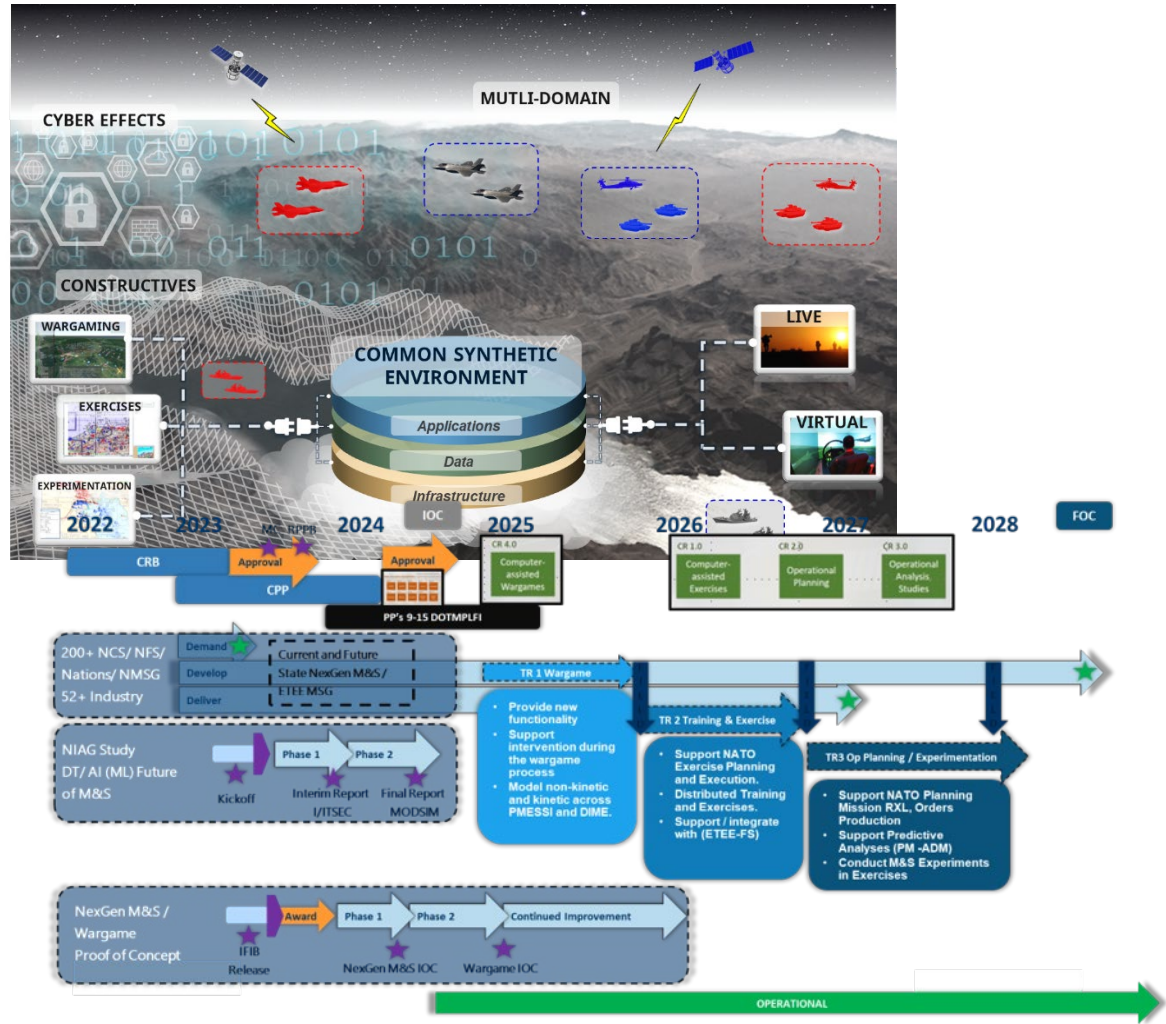 MUTLI-DOMAIN
CYBER EFFECTS
0101
011
0101
0101
CONSTRUCTIVES
WARGAMING
EXERCISES
EXPERIMENTATION
COMMON SYNTHETIC
ENVIRONMENT
Applications
Data
Infrastructure
LIVE
VIRTUAL
2022
2023
2024
2025
2026
2027
2028
IOC
FOC
MC RPPB
CRB
Approval
CPP
Approval
PP's 9-15 DOTMPLFI
CR 4.0
Computer-
assisted
Wargames
CR 1.0
Computer-
assisted
Exercises
CR 2.0
Operational
Planning
CR 3.0
Operational
Analysis
Studies
200+ NCS/ NFS/
Nations/ NMSG
52+ Industry
Demand
Develop
Deliver
Current and Future
State NexGen M&S /
ETEE MSG
TR 1 Wargame
• Provide new
functionality
• Support
intervention during
the wargame
process
• Model non-kinetic
and kinetic across
PMESSI and DIME.
TR 2 Training & Exercise
• Support NATO
Exercise Planning
and Execution.
• Distributed Training
and Exercises.
• Support / integrate
with (ETEE-FS)
TR3 Op Planning / Experimentation
• Support NATO Planning
Mission RXL, Orders
Production
• Support Predictive
Analyses (PM -ADM)
• Conduct M&S Experiments
in Exercises
NIAG Study
DT/ AI (ML) Future
of M&S
Kickoff
Phase 1
Phase 2
Interim Report
I/ITSEC
Final Report
MODSIM
NexGen M&S /
Wargame
Proof of Concept
IFIB
Release
Award
Phase 1
Phase 2
Continued Improvement
NexGen M&S IOC
Wargame IOC
OPERATIONAL